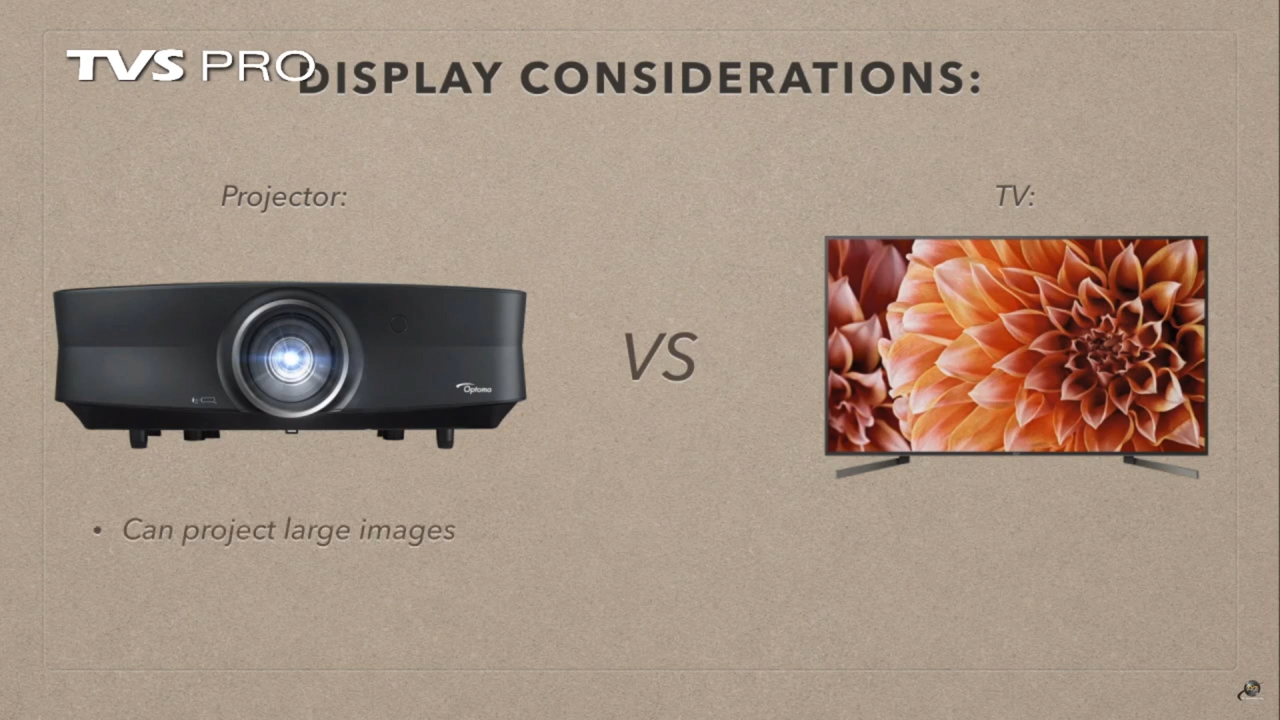 TVS PRO
DISPLAY CONSIDERATIONS:
Projector:
TV:
VS
Optoma
• Can project large images